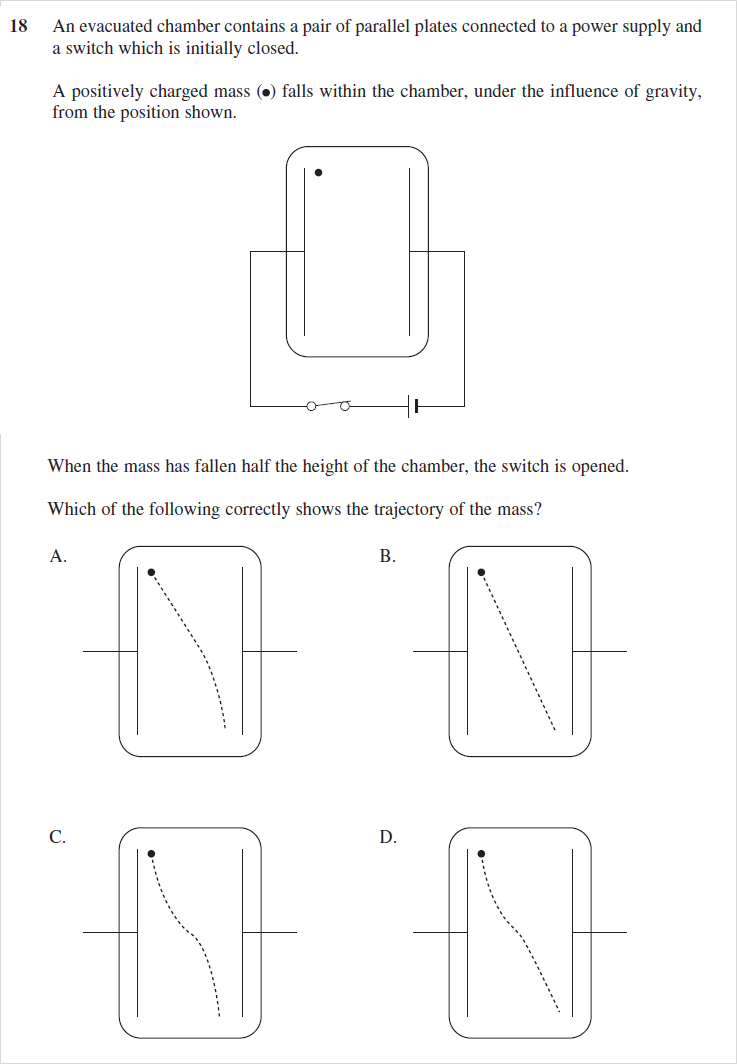 18 An evacuated chamber contains a pair of parallel plates connected to a power supply and
a switch which is initially closed.
A positively charged mass (●) falls within the chamber, under the influence of gravity,
from the position shown.
When the mass has fallen half the height of the chamber, the switch is opened.
Which of the following correctly shows the trajectory of the mass?
A.
B.
C.
D.